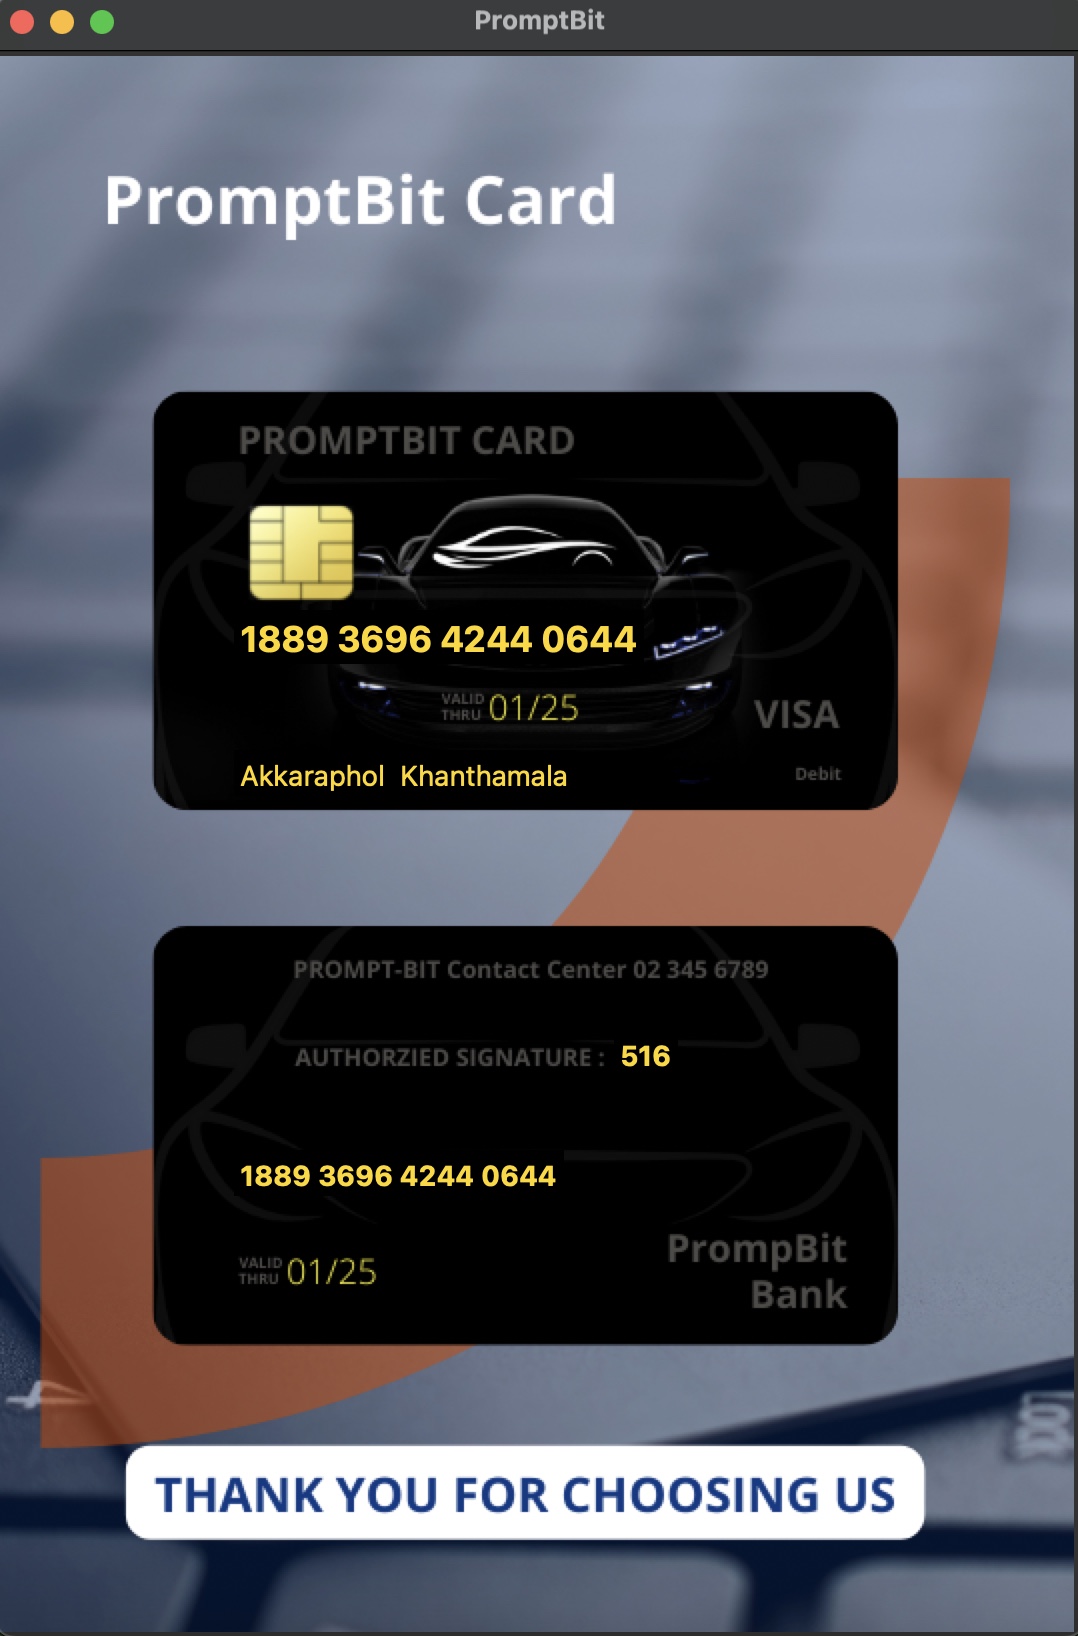 PromptBit
PromptBit Card
PROMPTBIT CARD
1889 3696 4244 0644
VALID THRU 01/25
VISA
Akkaraphol Khanthamala
Debit
PROMPT-BIT Contact Center 02 345 6789
AUTHORZIED SIGNATURE : 516
1889 3696 4244 0644
VALID THRU 01/25
PrompBit
Bank
THANK YOU FOR CHOOSING US